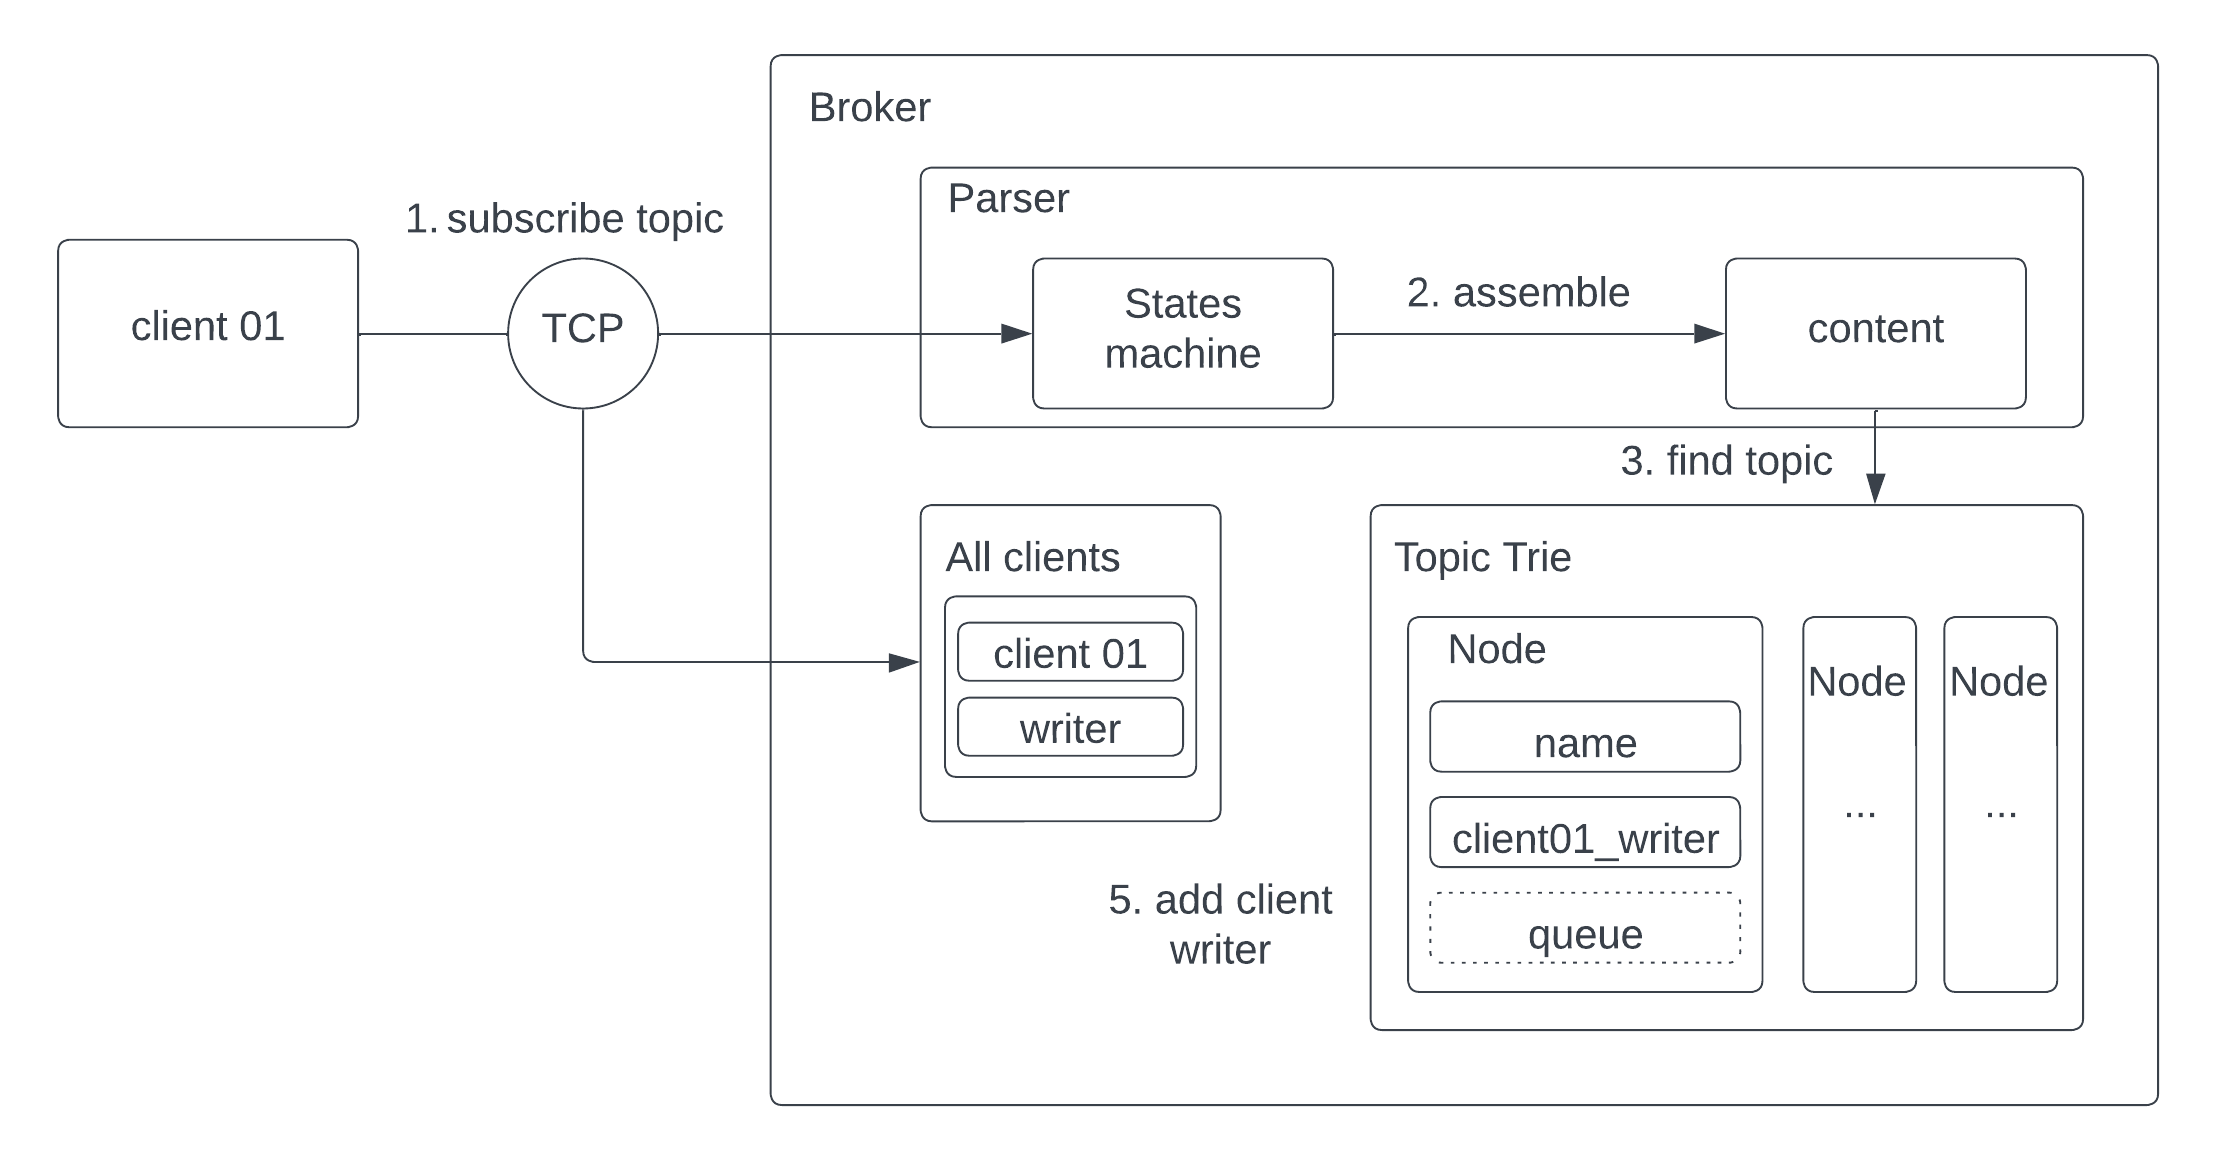 Broker
Parser
1. subscribe topic
client 01
TCP
States
machine
2. assemble
content
3. find topic
All clients
client 01
writer
Topic Trie
Node
name
client01_writer
queue
Node
...
Node
...
5. add client
writer